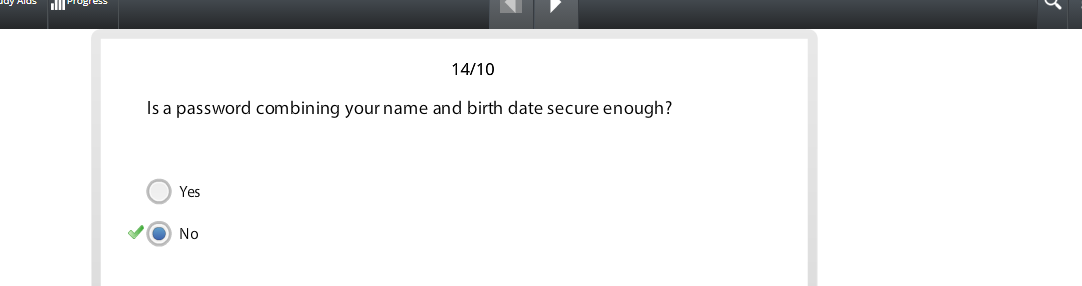 Progress
14/10
Is a password combining your name and birth date secure enough?
Yes
No